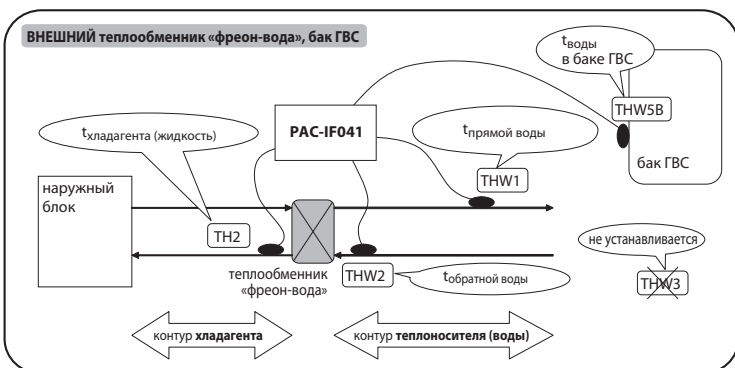 ВНЕШНИЙ теплообменник «фреон-вода», бак ГВС
tводы
в баке ГВС
THW5B
бак ГВС
tхладагента (жидкость)
PAC-IF041
tпрямой воды
THW1
наружный
блок
TH2
теплообменник
«фреон-вода»
THW2
tобратной воды
не устанавливается
THW3
контур хладагента
контур теплоносителя (воды)